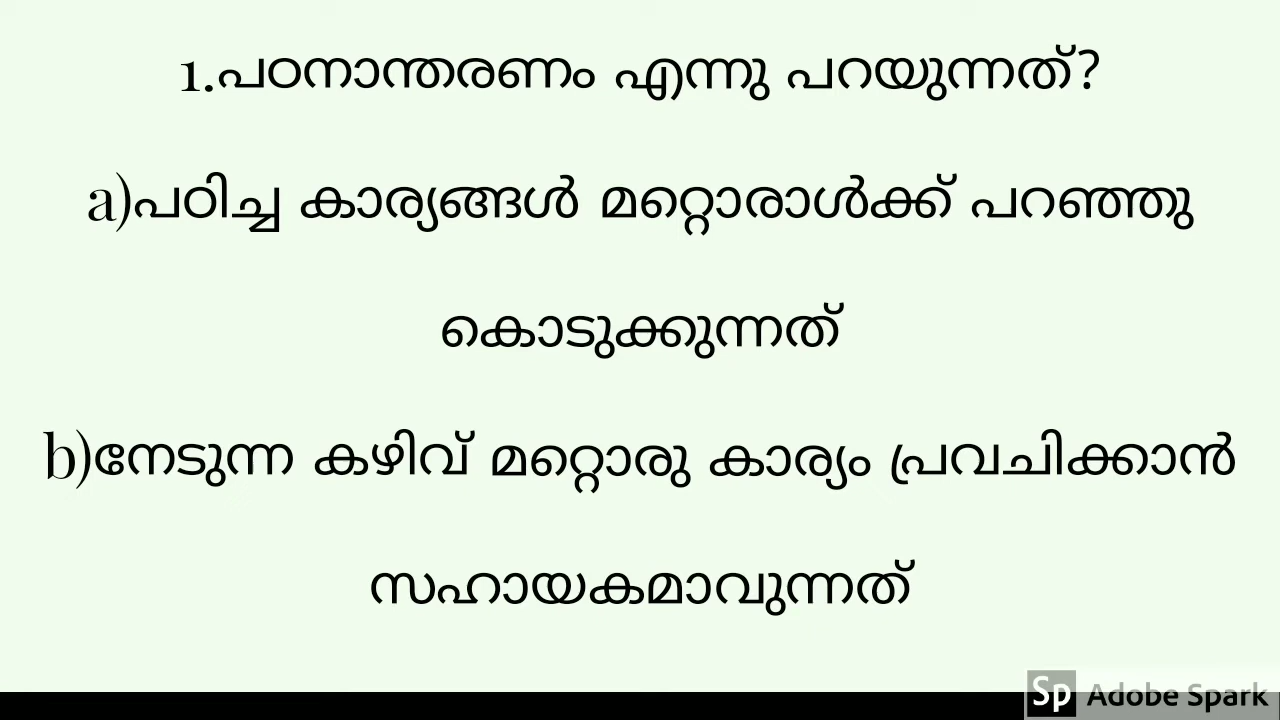 1.പഠനാന്തരണം എന്നു പറയുന്നത്?
a)പഠിച്ച കാര്യങ്ങൾ മറ്റൊരാൾക്ക് പറഞ്ഞു
കൊടുക്കുന്നത്
b)നേടുന്ന കഴിവ് മറ്റൊരു കാര്യം പ്രവചിക്കാൻ
സഹായകമാവുന്നത്
Sp Adobe Spark